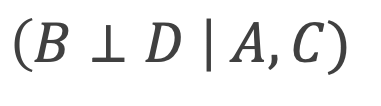 (B ⊥ D | A, C)